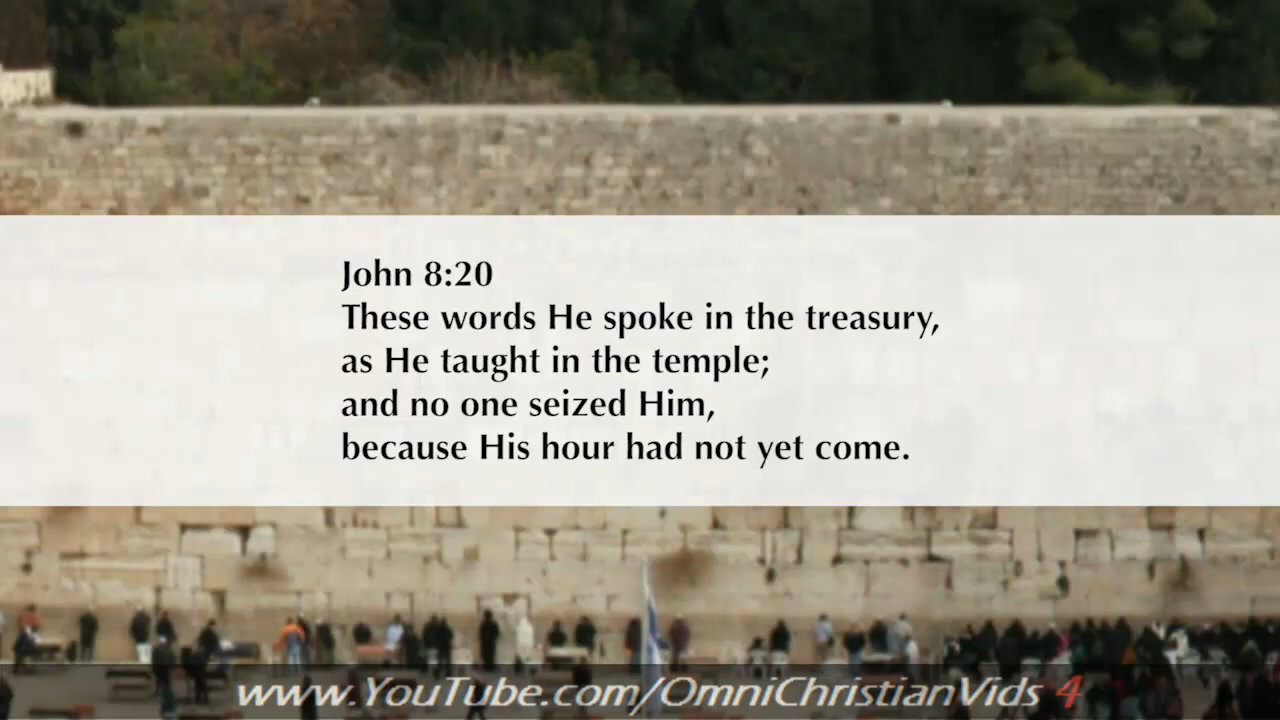 John 8:20
These words He spoke in the treasury,
as He taught in the temple;
and no one seized Him,
because His hour had not yet come.
www.YouTube.com/OmniChristianVids 4